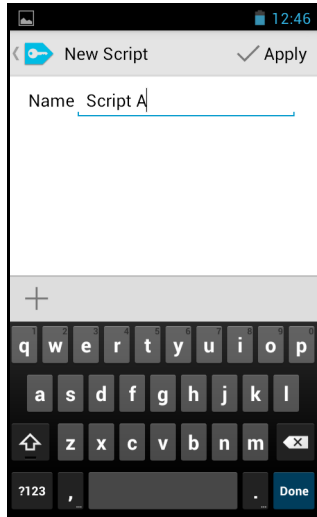 12:46
New Script Apply
Name Script A
+
1 2 3 4 5 6 7 8 9 0
q w e r t y u i o p
a s d f g h j k l
z x c v b n m
?123 , ... . ... Done